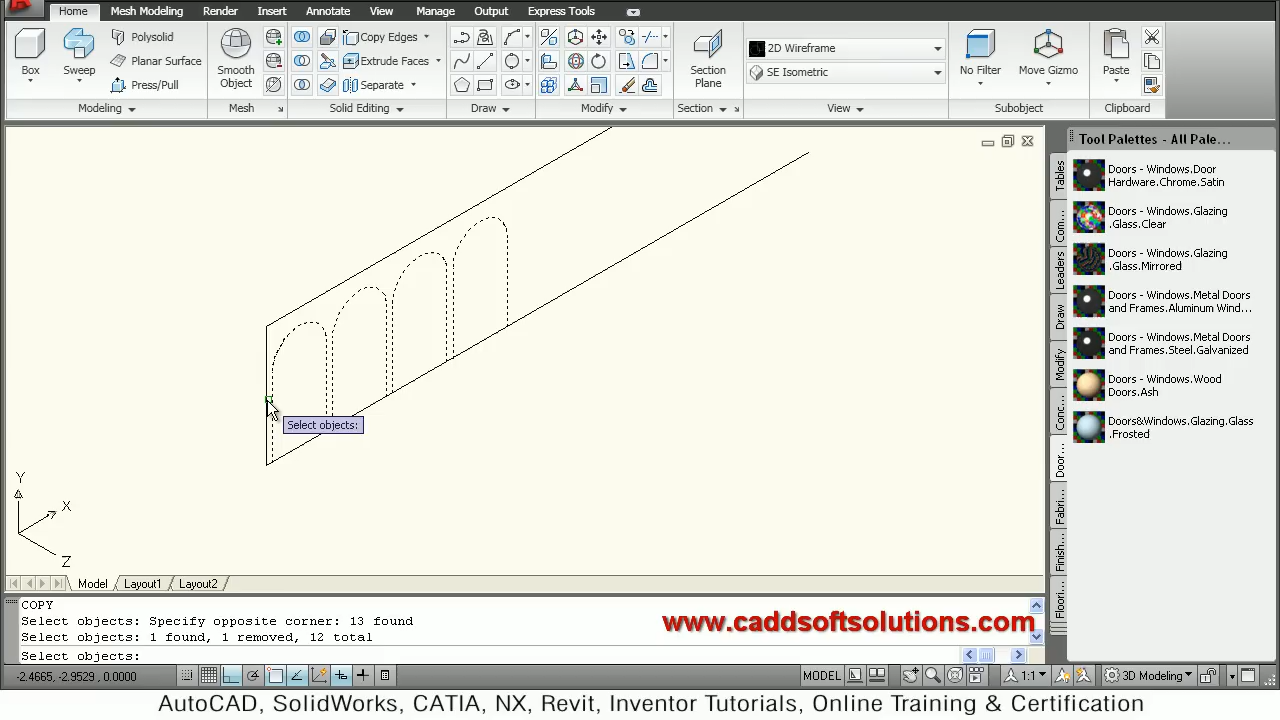 Home Mesh Modeling Render Insert Annotate View Manage Output Express Tools
Box
Sweep
Polysolid
Planar Surface
Press/Pull
Smooth
Object
Copy Edges
Extrude Faces
Separate
Section
Plane
2D Wireframe
SE Isometric
No Filter
Move Gizmo
Paste
Modeling
Mesh
Solid Editing
Draw
Modify
Section
View
Subobject
Clipboard
Tool Palettes - All Pale...
Tables
Com...
Leaders
Draw
Modify
Conc...
Door...
Fabri...
Finish...
Floori...
Doors - Windows.Door
Hardware.Chrome.Satin
Doors - Windows.Glazing
.Glass.Clear
Doors - Windows.Glazing
.Glass.Mirrored
Doors - Windows.Metal Doors
and Frames.Aluminum Wind...
Doors - Windows.Metal Doors
and Frames.Steel.Galvanized
Doors - Windows.Wood
Doors.Ash
Doors&Windows.Glazing.Glass
.Frosted
Select objects:
Y
X
Z
Model Layout1 Layout2
COPY
Select objects: Specify opposite corner: 13 found
Select objects: 1 found, 1 removed, 12 total
Select objects:
www.caddsoftsolutions.com
-2.4665, -2.9529, 0.0000
MODEL
1:1
3D Modeling
AutoCAD, SolidWorks, CATIA, NX, Revit, Inventor Tutorials, Online Training & Certification